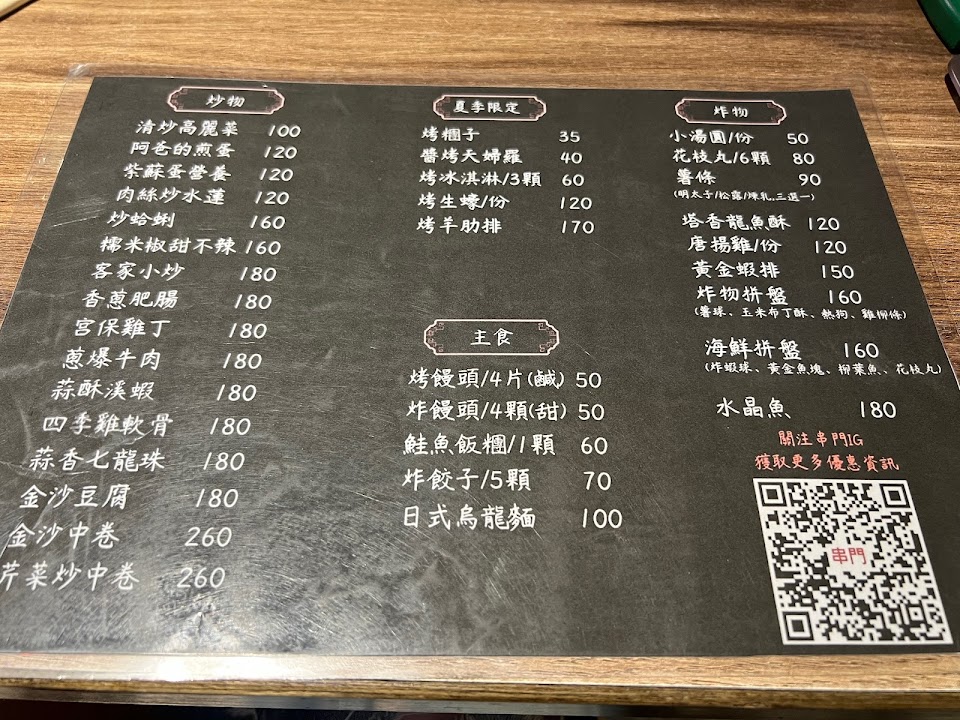 炒物
清炒高麗菜 100
阿爸的煎蛋 120
紫蘇蛋營養 120
肉絲炒水蓮 120
炒蛤蜊 160
糯米椒甜不辣 160
客家小炒 180
香蔥肥腸 180
宮保雞丁 180
蔥爆牛肉 180
蒜酥溪蝦 180
四季雞軟骨 180
蒜香七龍珠 180
金沙豆腐 180
金沙中卷 260
芹菜炒中卷 260
夏季限定
烤糰子 35
醬烤天婦羅 40
烤冰淇淋/3顆 60
烤生蠔/份 120
烤羊肋排 170
主食
烤饅頭/4片(鹹) 50
炸饅頭/4顆(甜) 50
鮭魚飯糰/1顆 60
炸餃子/5顆 70
日式烏龍麵 100
炸物
小湯圓/份 50
花枝丸/6顆 80
薯條 90
(明太子/松露/煉乳,三選一)
塔香龍魚酥 120
唐揚雞/份 120
黃金蝦排 150
炸物拼盤 160
(薯球、玉米布丁酥、熱狗、雞柳條)
海鮮拼盤 160
(炸蝦球、黃金魚塊、柳葉魚、花枝丸)
水晶魚 180
關注串門IG
獲取更多優惠資訊
串門